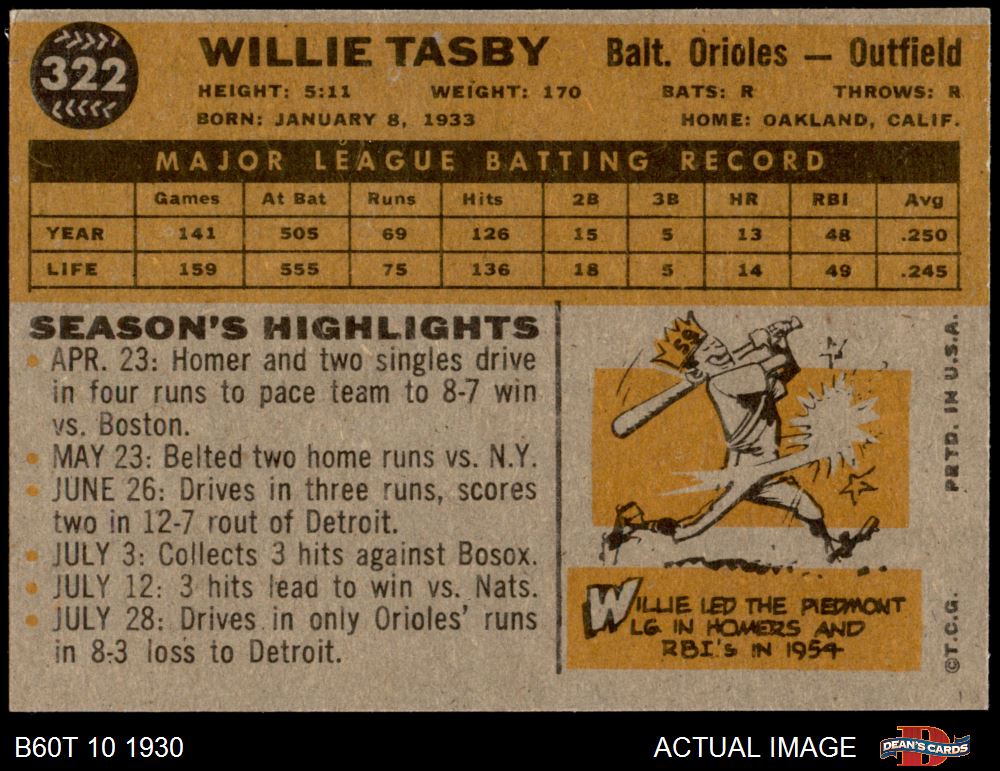 322
WILLIE TASBY
Balt. Orioles — Outfield
HEIGHT: 5:11 WEIGHT: 170 BATS: R THROWS: R
BORN: JANUARY 8, 1933 HOME: OAKLAND, CALIF.
MAJOR LEAGUE BATTING RECORD
Games At Bat Runs Hits 2B 3B HR RBI Avg
YEAR 141 505 69 126 15 5 13 48 .250
LIFE 159 555 75 136 18 5 14 49 .245
SEASON'S HIGHLIGHTS
• APR. 23: Homer and two singles drive
in four runs to pace team to 8-7 win
vs. Boston.
• MAY 23: Belted two home runs vs. N.Y.
• JUNE 26: Drives in three runs, scores
two in 12-7 rout of Detroit.
• JULY 3: Collects 3 hits against Bosox.
• JULY 12: 3 hits lead to win vs. Nats.
• JULY 28: Drives in only Orioles' runs
in 8-3 loss to Detroit.
WILLIE LED THE PIEDMONT
LG. IN HOMERS AND
RBI'S IN 1954
©T.C.G. PRTD. IN U.S.A.
B60T 10 1930
ACTUAL IMAGE
DEAN'S CARDS